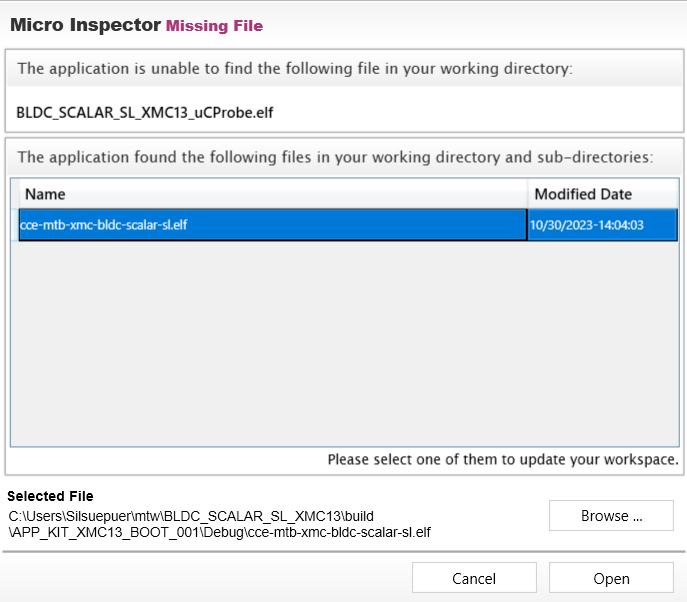 Micro Inspector Missing File
The application is unable to find the following file in your working directory:
BLDC_SCALAR_SL_XMC13_uCProbe.elf
The application found the following files in your working directory and sub-directories:
Name Modified Date
cce-mtb-xmc-bldc-scalar-sl.elf 10/30/2023-14:04:03
Please select one of them to update your workspace.
Selected File
C:\Users\Silsuepuer\mtw\BLDC_SCALAR_SL_XMC13\build
\APP_KIT_XMC13_BOOT_001\Debug\cce-mtb-xmc-bldc-scalar-sl.elf
Browse ...
Cancel Open